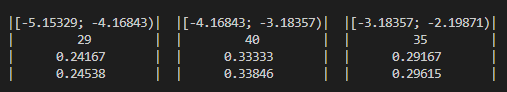 |[-5.15329; -4.16843)| |[-4.16843; -3.18357)| |[-3.18357; -2.19871)|
| 29 | | 40 | | 35 |
| 0.24167 | | 0.33333 | | 0.29167 |
| 0.24538 | | 0.33846 | | 0.29615 |